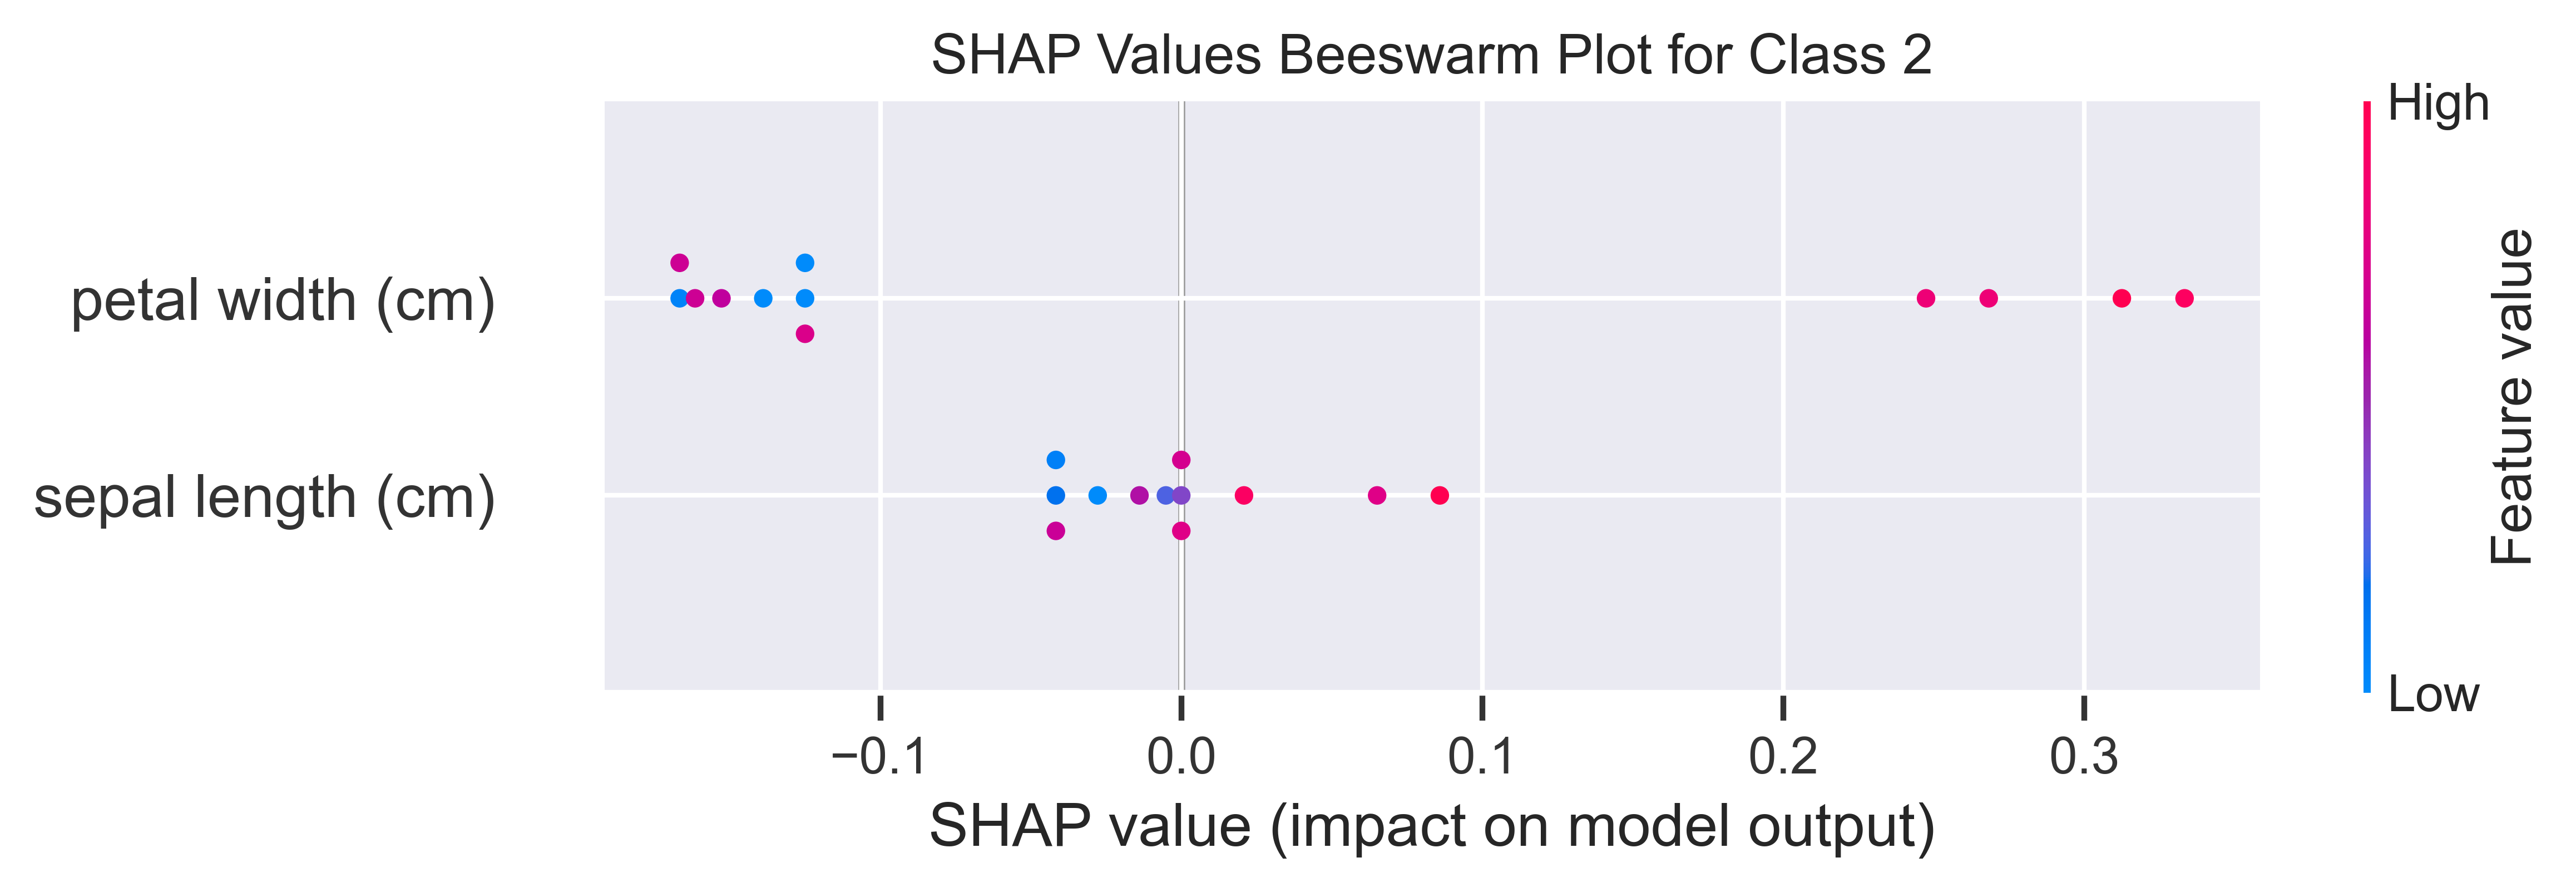 SHAP Values Beeswarm Plot for Class 2
High
petal width (cm)
sepal length (cm)
Feature value
Low
−0.1 0.0 0.1 0.2 0.3
SHAP value (impact on model output)